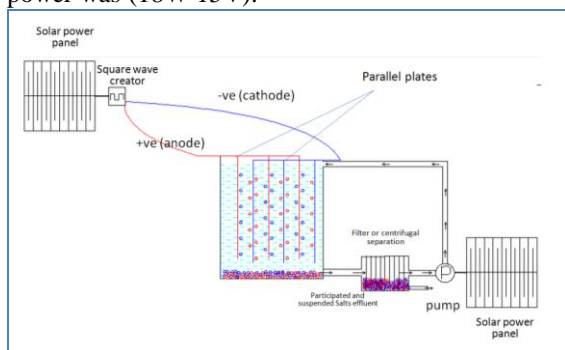 power was (18W 15V).
Solar power
panel
Square wave
creator
-ve (cathode)
+ve (anode)
Parallel plates
Filter or centrifugal
separation
Participated and
suspended Salts effluent
P
pump
Solar power
panel